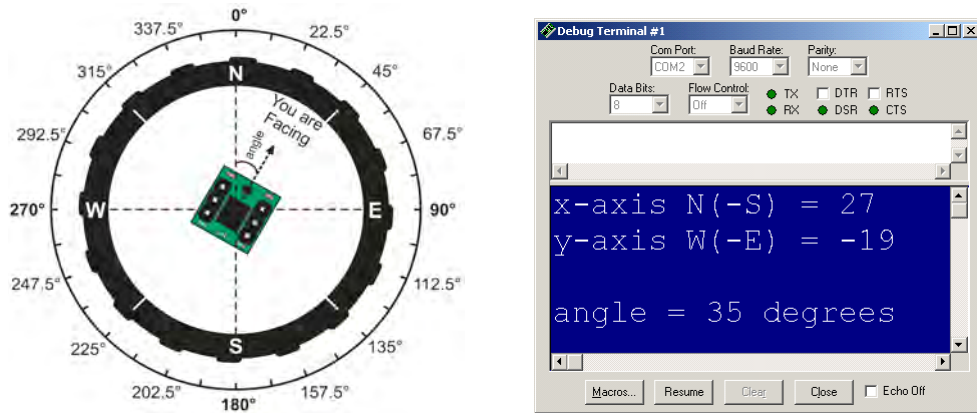 0°
337.5°
22.5°
315°
45°
N
You are
Facing
angle
292.5°
67.5°
270°
W
E
90°
247.5°
112.5°
225°
135°
S
202.5°
157.5°
180°
Debug Terminal #1
Com Port: Baud Rate: Parity:
COM2 9600 None
Data Bits: Flow Control: TX DTR RTS
8 Off RX DSR CTS
x-axis N(-S) = 27
y-axis W(-E) = -19
angle = 35 degrees
Macros... Resume Clear Close Echo Off